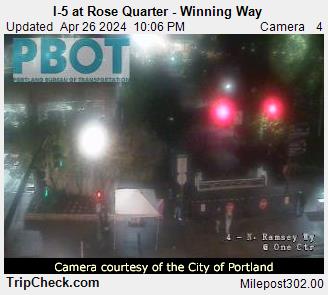 I-5 at Rose Quarter - Winning Way
Updated Apr 26 2024 10:06 PM Camera 4
PBOT
PORTLAND BUREAU OF TRANSPORTATION
4 - N. Ramsey Wy
@ One Ctr
Camera courtesy of the City of Portland
TripCheck.com Milepost302.00